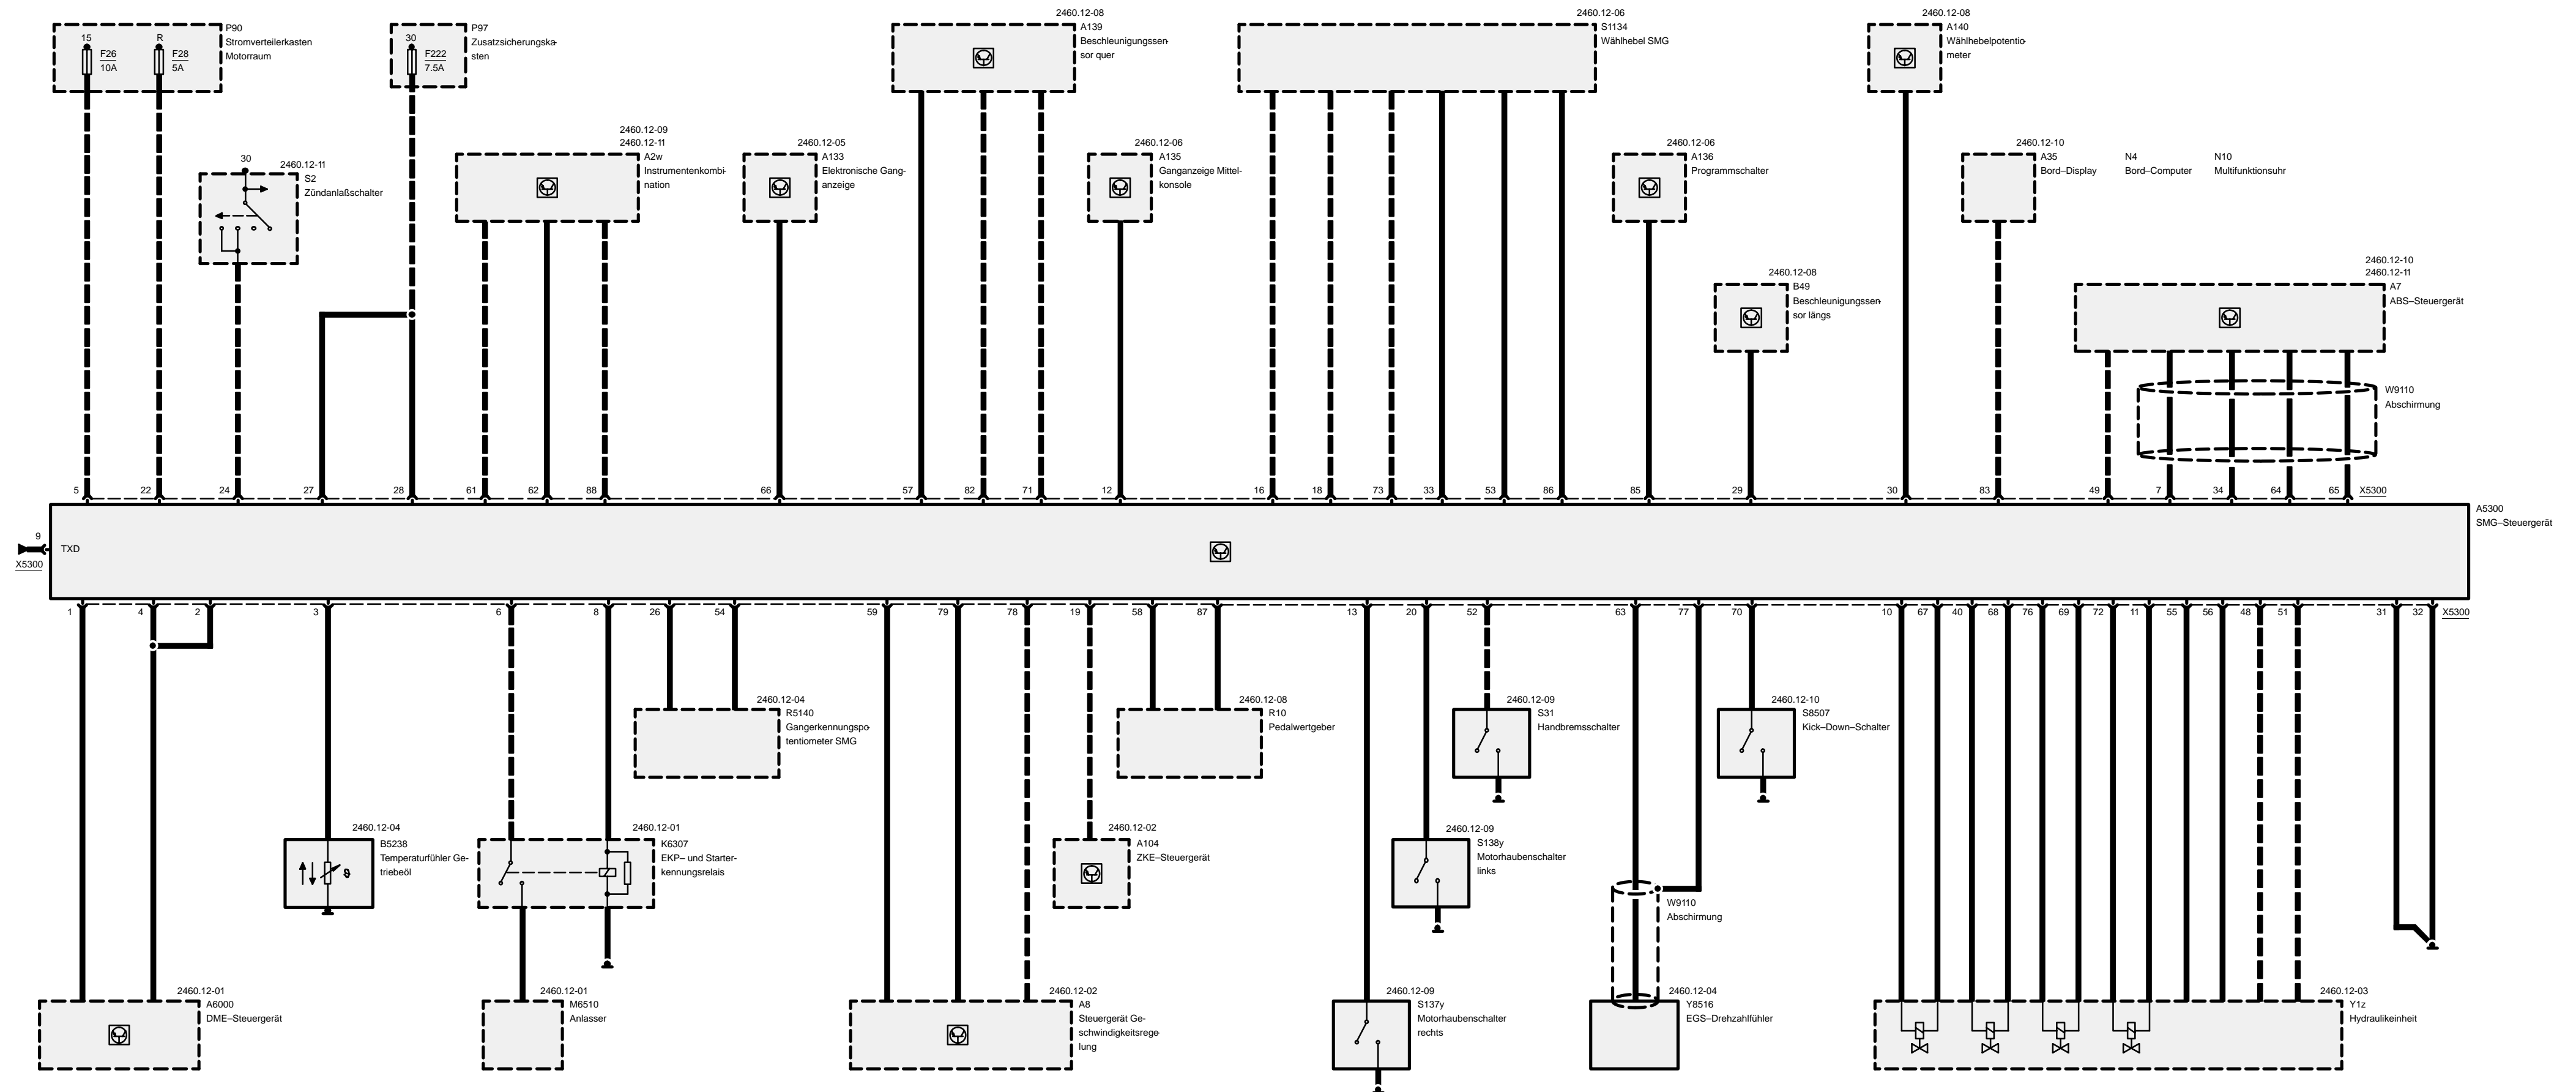 2460.12-08
2460.12-06
2460.12-08
P90
Stromverteilerkasten
Motorraum
15
F26
10A
R
F28
5A
P97
Zusatzsicherungska-
sten
30
F222
7.5A
A139
Beschleunigungssen-
sor quer
S1134
Wählhebel SMG
A140
Wählhebelpotentio-
meter
30
2460.12-11
S2
Zündanlaßschalter
2460.12-09
2460.12-11
A2w
Instrumentenkombi-
nation
2460.12-05
A133
Elektronische Gang-
anzeige
2460.12-06
A135
Ganganzeige Mittel-
konsole
2460.12-06
A136
Programmschalter
2460.12-10
A35
Bord–Display
N4
Bord–Computer
N10
Multifunktionsuhr
2460.12-08
B49
Beschleunigungssen-
sor längs
2460.12-10
2460.12-11
A7
ABS–Steuergerät
W9110
Abschirmung
5 22 24 27 28 61 62 88 66 57 82 71 12 16 18 73 33 53 86 85 29 30 83 49 7 34 64 65 X5300
A5300
SMG–Steuergerät
9
X5300
TXD
1 4 2 3 6 8 26 54 59 79 78 19 58 87 13 20 52 63 77 70 10 67 40 68 76 69 72 11 55 56 48 51 31 32 X5300
2460.12-04
R5140
Gangerkennungspo-
tentiometer SMG
2460.12-08
R10
Pedalwertgeber
2460.12-09
S31
Handbremsschalter
2460.12-10
S8507
Kick–Down–Schalter
2460.12-04
B5238
Temperaturfühler Ge-
triebeöl
ϑ
2460.12-01
K6307
EKP– und Starter-
kennungsrelais
2460.12-02
A104
ZKE–Steuergerät
2460.12-09
S138y
Motorhaubenschalter
links
W9110
Abschirmung
2460.12-01
A6000
DME–Steuergerät
2460.12-01
M6510
Anlasser
2460.12-02
A8
Steuergerät Ge-
schwindigkeitsrege-
lung
2460.12-09
S137y
Motorhaubenschalter
rechts
2460.12-04
Y8516
EGS–Drehzahlfühler
2460.12-03
Y1z
Hydraulikeinheit